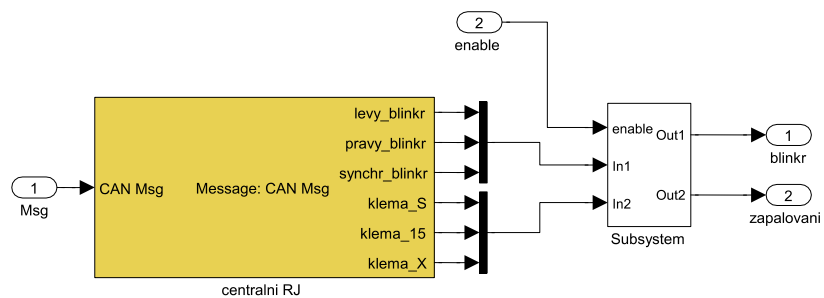 2
enable
levy_blinkr
pravy_blinkr
synchr_blinkr
klema_S
klema_15
klema_X
CAN Msg
Message: CAN Msg
1
Msg
centralni RJ
enable
In1
In2
Out1
Out2
Subsystem
1
blinkr
2
zapalovani